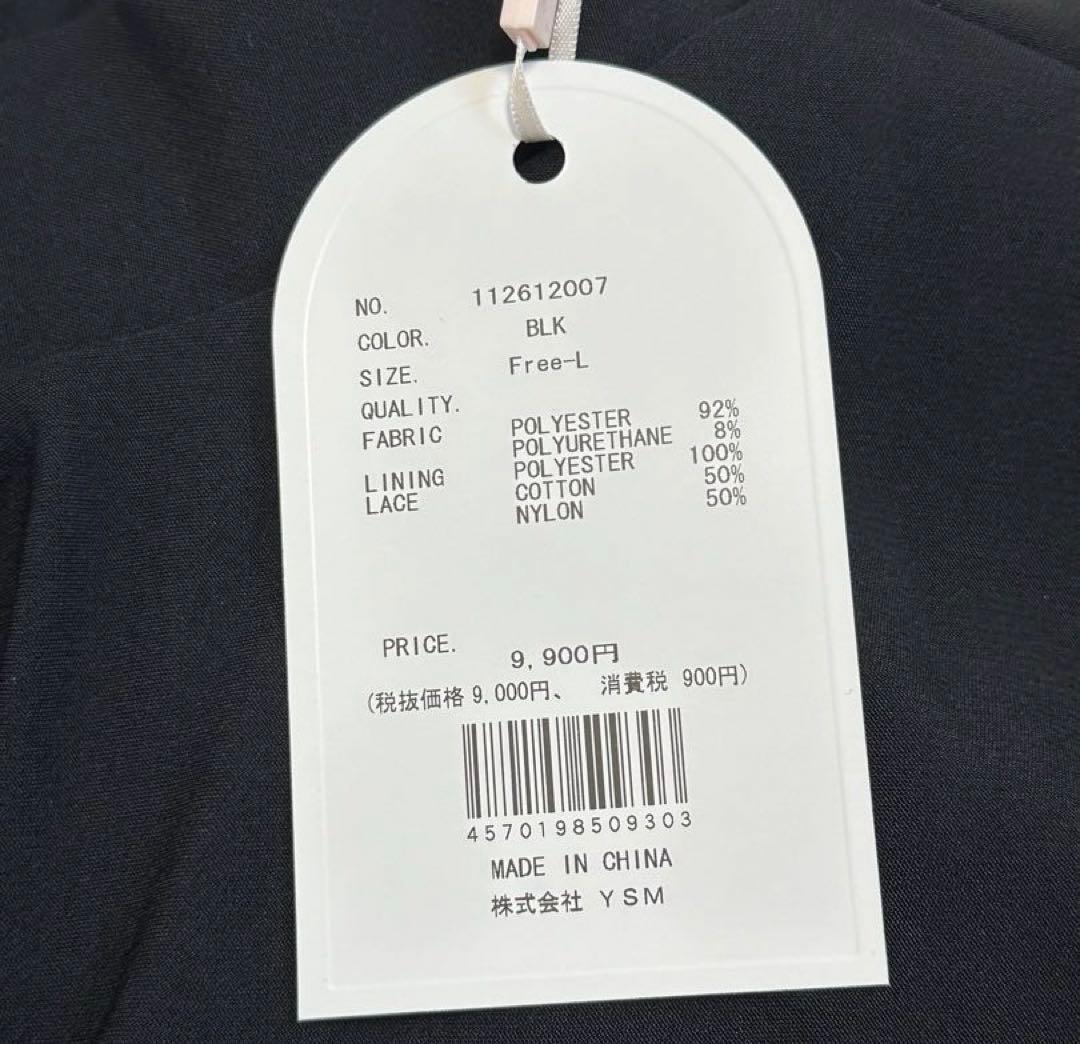 NO. 112612007
COLOR. BLK
SIZE. Free-L
QUALITY.
FABRIC POLYESTER 92%
POLYURETHANE 8%
LINING POLYESTER 100%
LACE COTTON 50%
NYLON 50%
PRICE. 9,900円
(税抜価格 9,000円、 消費税 900円)
4570198509303
MADE IN CHINA
株式会社 YSM